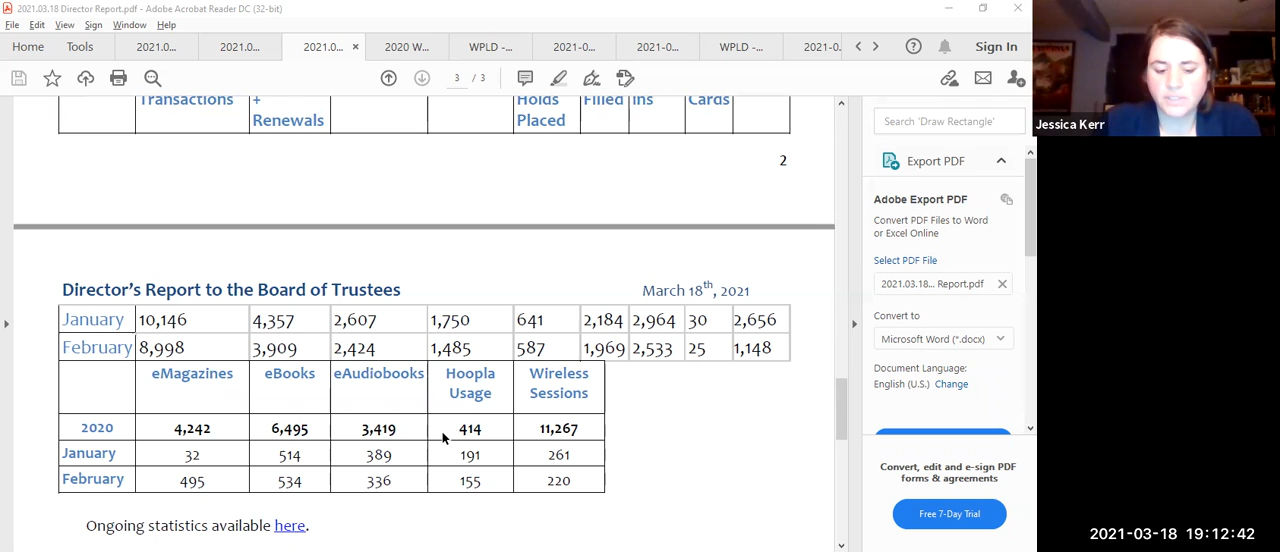 2021.03.18 Director Report.pdf - Adobe Acrobat Reader DC (32-bit)
File Edit View Sign Window Help
Home Tools 2021.0... 2021.0... 2021.0... × 2020 W... WPLD -... 2021-0... 2021-0... WPLD -... 2021-0. Sign In
3 / 3
Transactions + Renewals Holds Placed Filled Ins Cards
2
Director's Report to the Board of Trustees March 18th, 2021
January 10,146 4,357 2,607 1,750 641 2,184 2,964 30 2,656
February 8,998 3,909 2,424 1,485 587 1,969 2,533 25 1,148
eMagazines eBooks eAudiobooks Hoopla Usage Wireless Sessions
2020 4,242 6,495 3,419 414 11,267
January 32 514 389 191 261
February 495 534 336 155 220
Ongoing statistics available here.
Search 'Draw Rectangle'
Export PDF
Adobe Export PDF
Convert PDF Files to Word
or Excel Online
Select PDF File
2021.03.18... Report.pdf ×
Convert to
Microsoft Word (*.docx)
Document Language:
English (U.S.) Change
Convert, edit and e-sign PDF
forms & agreements
Free 7-Day Trial
Jessica Kerr
2021-03-18 19:12:42